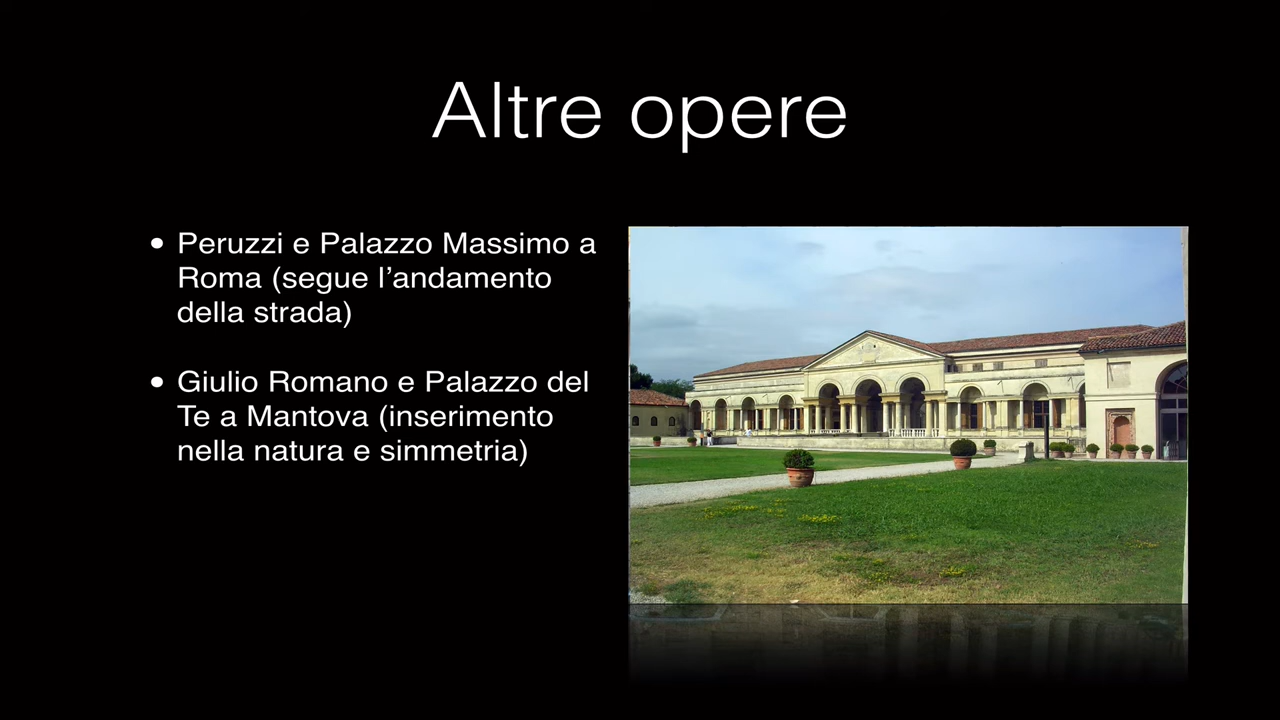 Altre opere
• Peruzzi e Palazzo Massimo a
Roma (segue l’andamento
della strada)
• Giulio Romano e Palazzo del
Te a Mantova (inserimento
nella natura e simmetria)